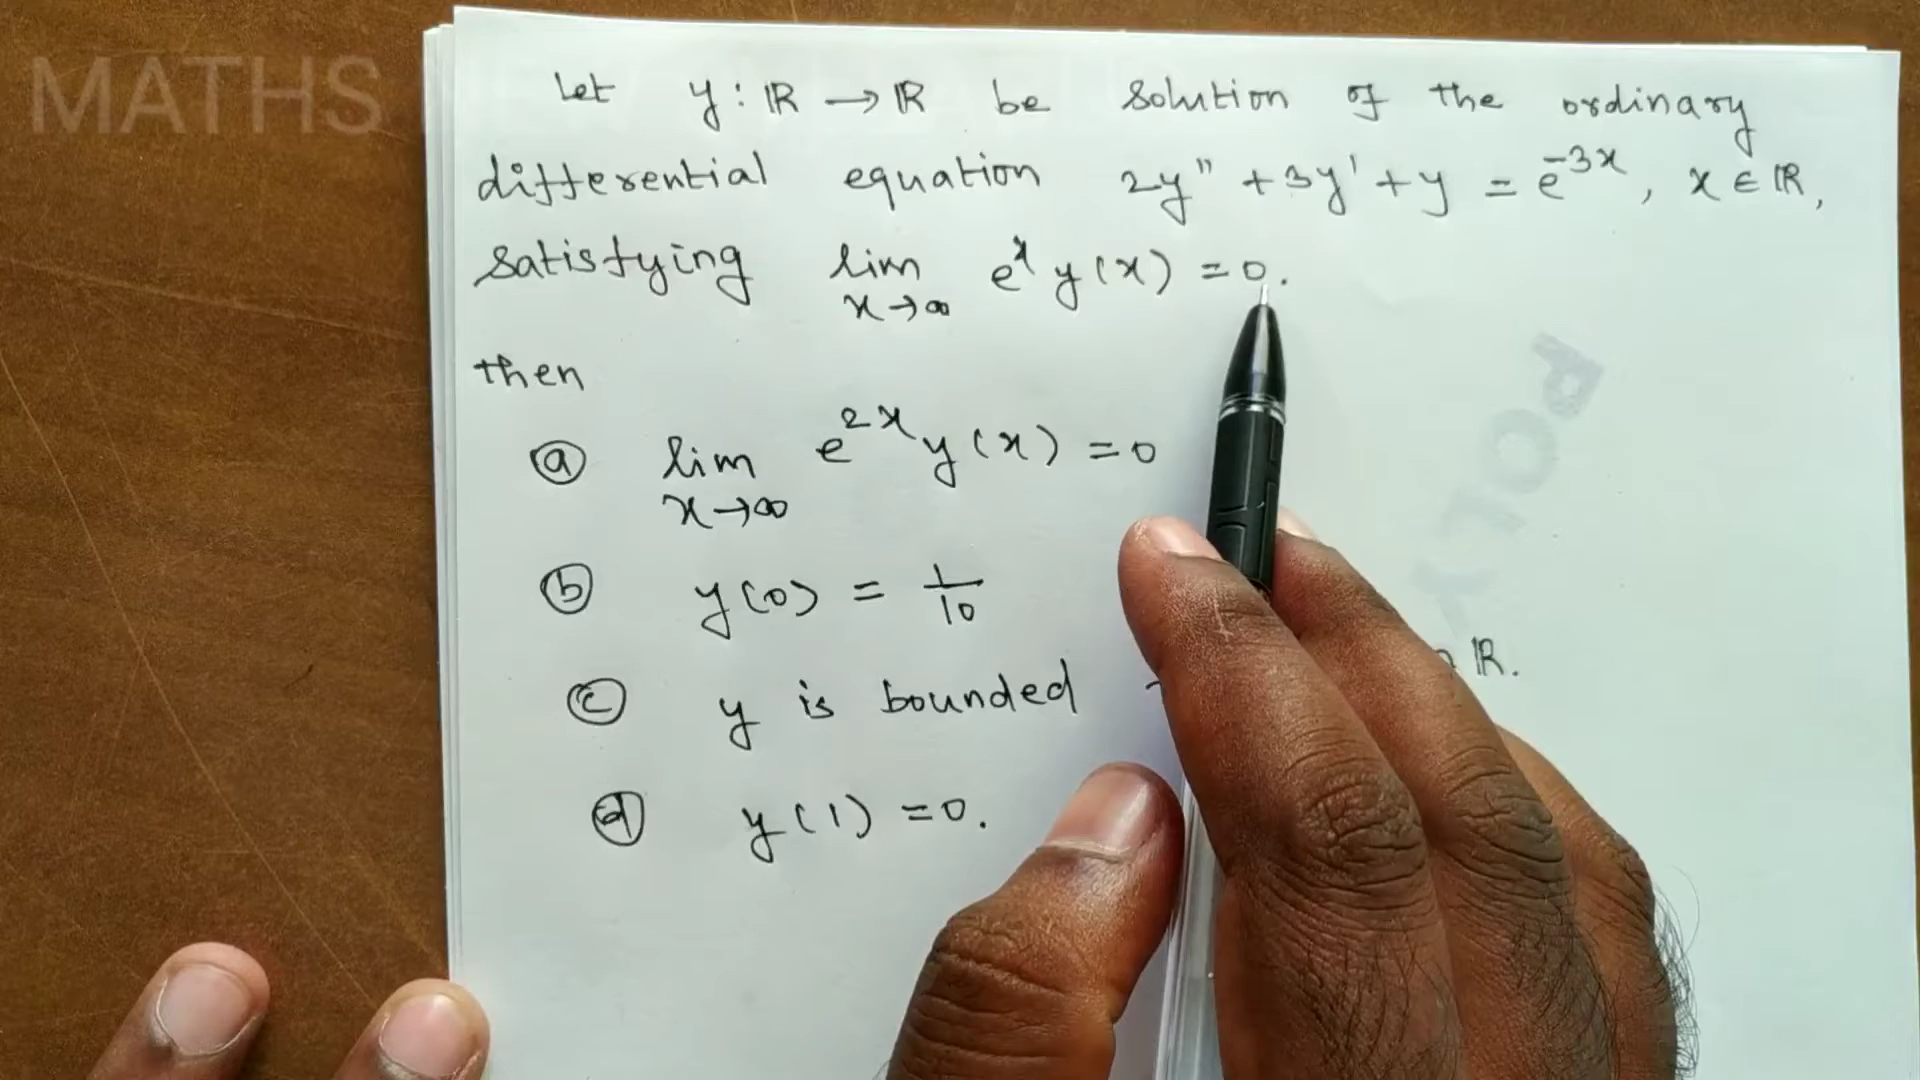 MATHS
Let y : ℝ → ℝ be solution of the ordinary
differential equation 2y'' + 3y' + y = e^{-3x}, x ∈ ℝ,
satisfying lim_{x→∞} e^x y(x) = 0.
then
ⓐ lim_{x→∞} e^{2x} y(x) = 0
ⓑ y(0) = 1/10
ⓒ y is bounded ℝ.
ⓓ y(1) = 0.
POLY